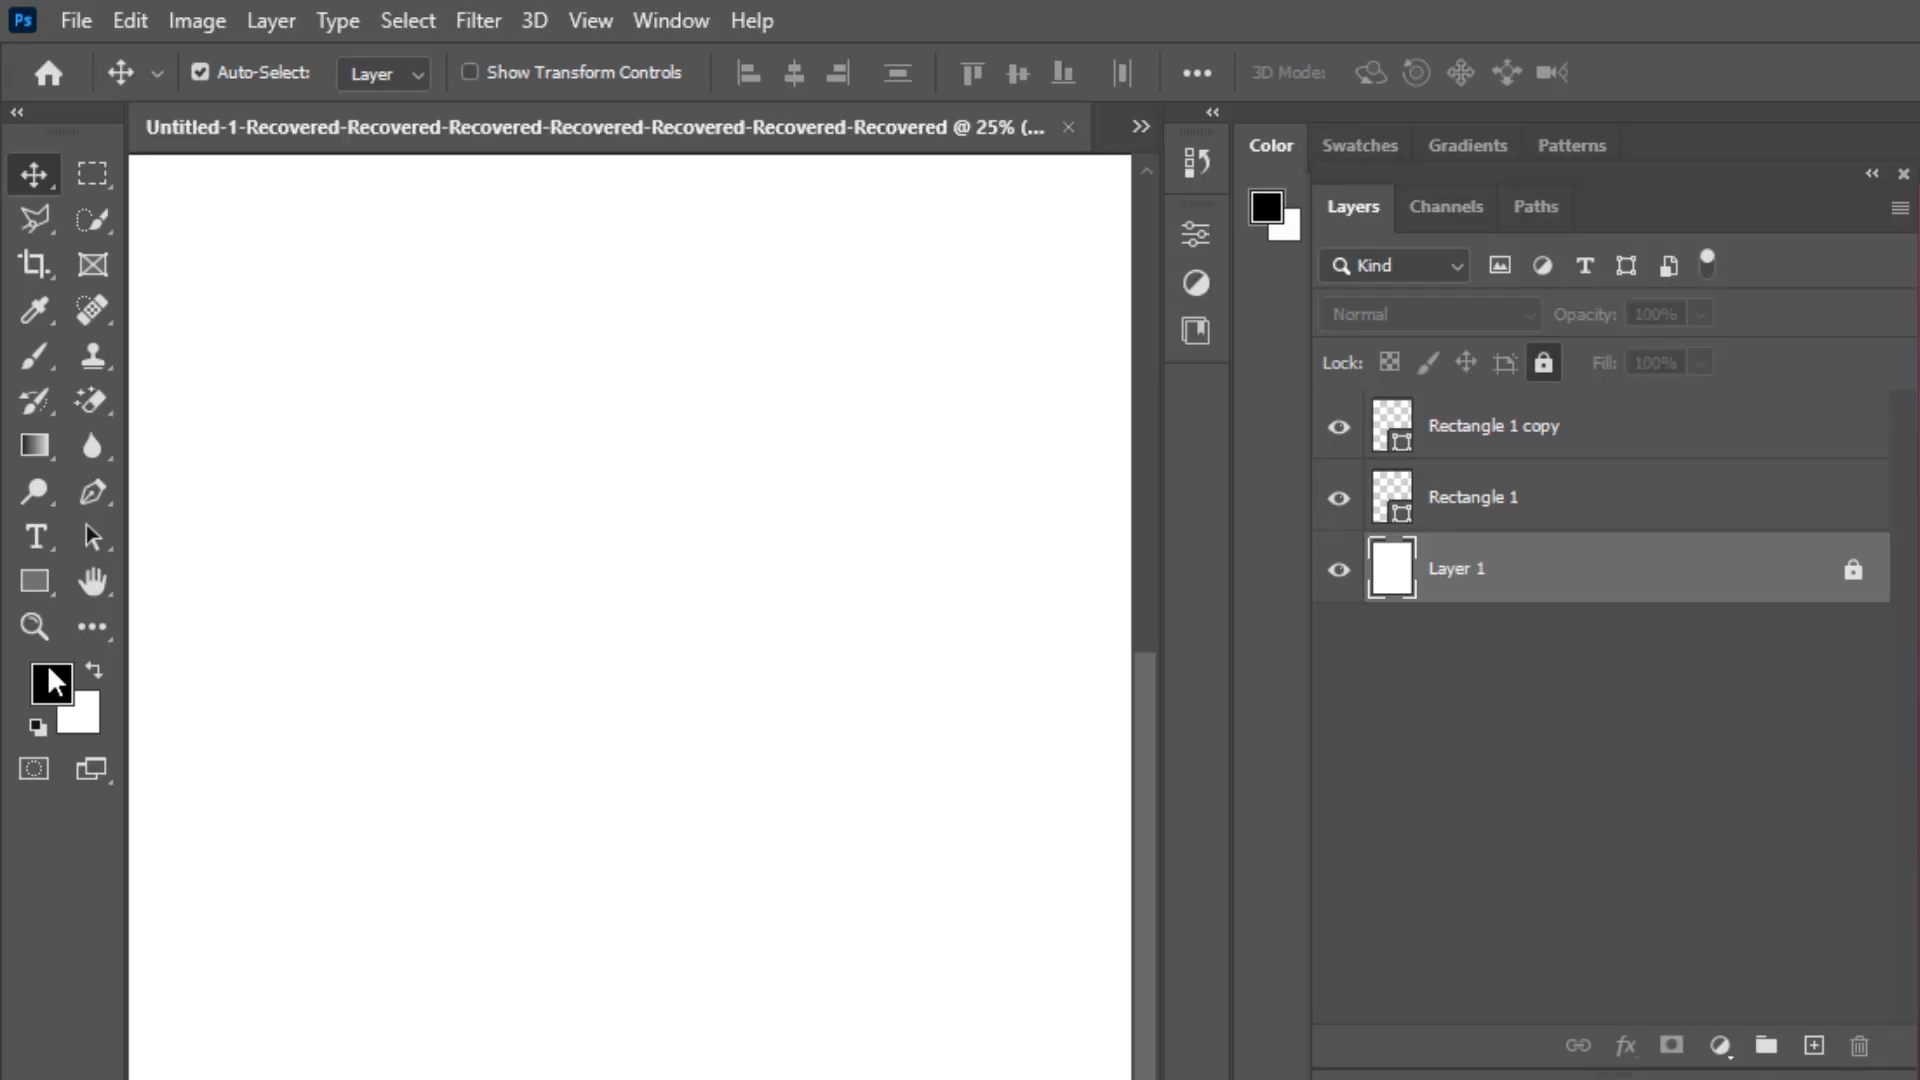 Ps File Edit Image Layer Type Select Filter 3D View Window Help
Auto-Select: Layer Show Transform Controls 3D Mode:
Untitled-1-Recovered-Recovered-Recovered-Recovered-Recovered-Recovered-Recovered @ 25% (...
Color Swatches Gradients Patterns
Layers Channels Paths
Kind
Normal Opacity: 100%
Lock: Fill: 100%
Rectangle 1 copy
Rectangle 1
Layer 1
fx